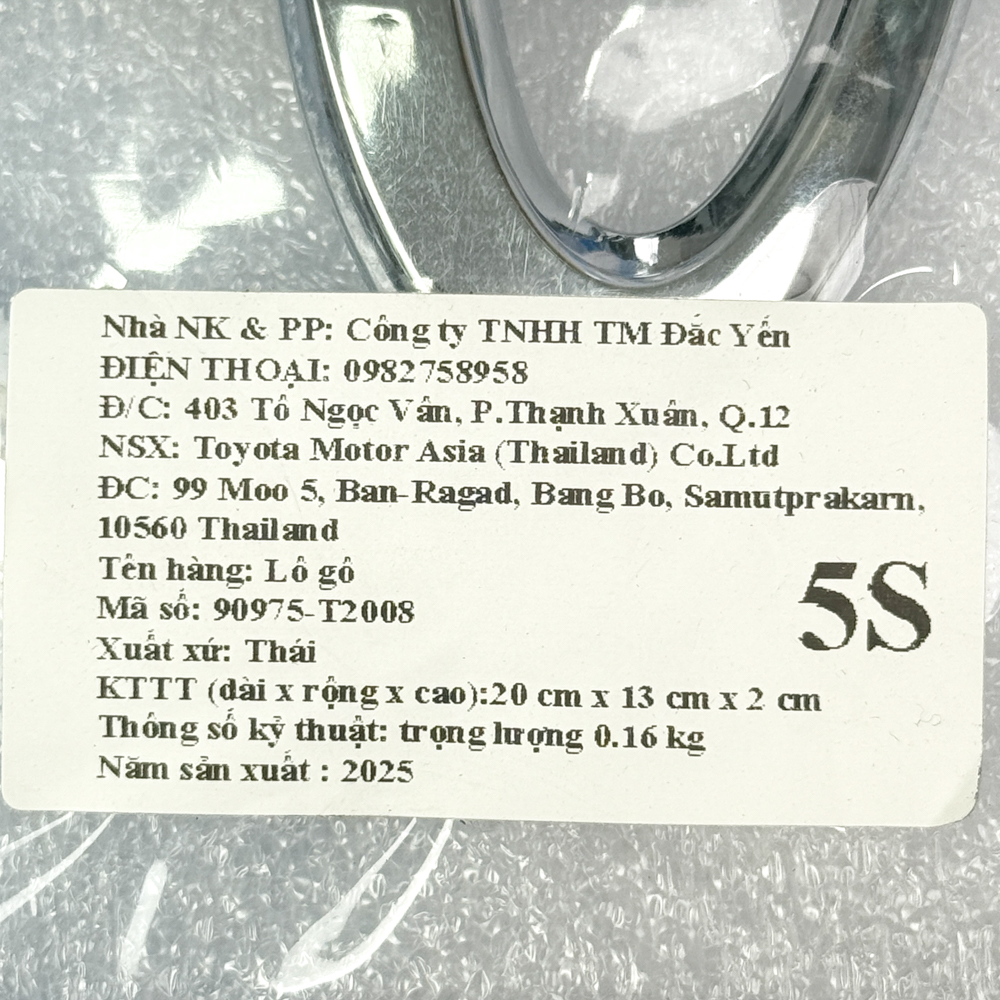 Nhà NK & PP: Công ty TNHH TM Đắc Yến
ĐIỆN THOẠI: 0982758958
Đ/C: 403 Tô Ngọc Vân, P.Thạnh Xuân, Q.12
NSX: Toyota Motor Asia (Thailand) Co.Ltd
ĐC: 99 Moo 5, Ban-Ragad, Bang Bo, Samutprakarn,
10560 Thailand
Tên hàng: Lô gô
Mã số: 90975-T2008
Xuất xứ: Thái
KTTT (dài x rộng x cao):20 cm x 13 cm x 2 cm
Thông số kỷ thuật: trọng lượng 0.16 kg
Năm sản xuất : 2025
5S